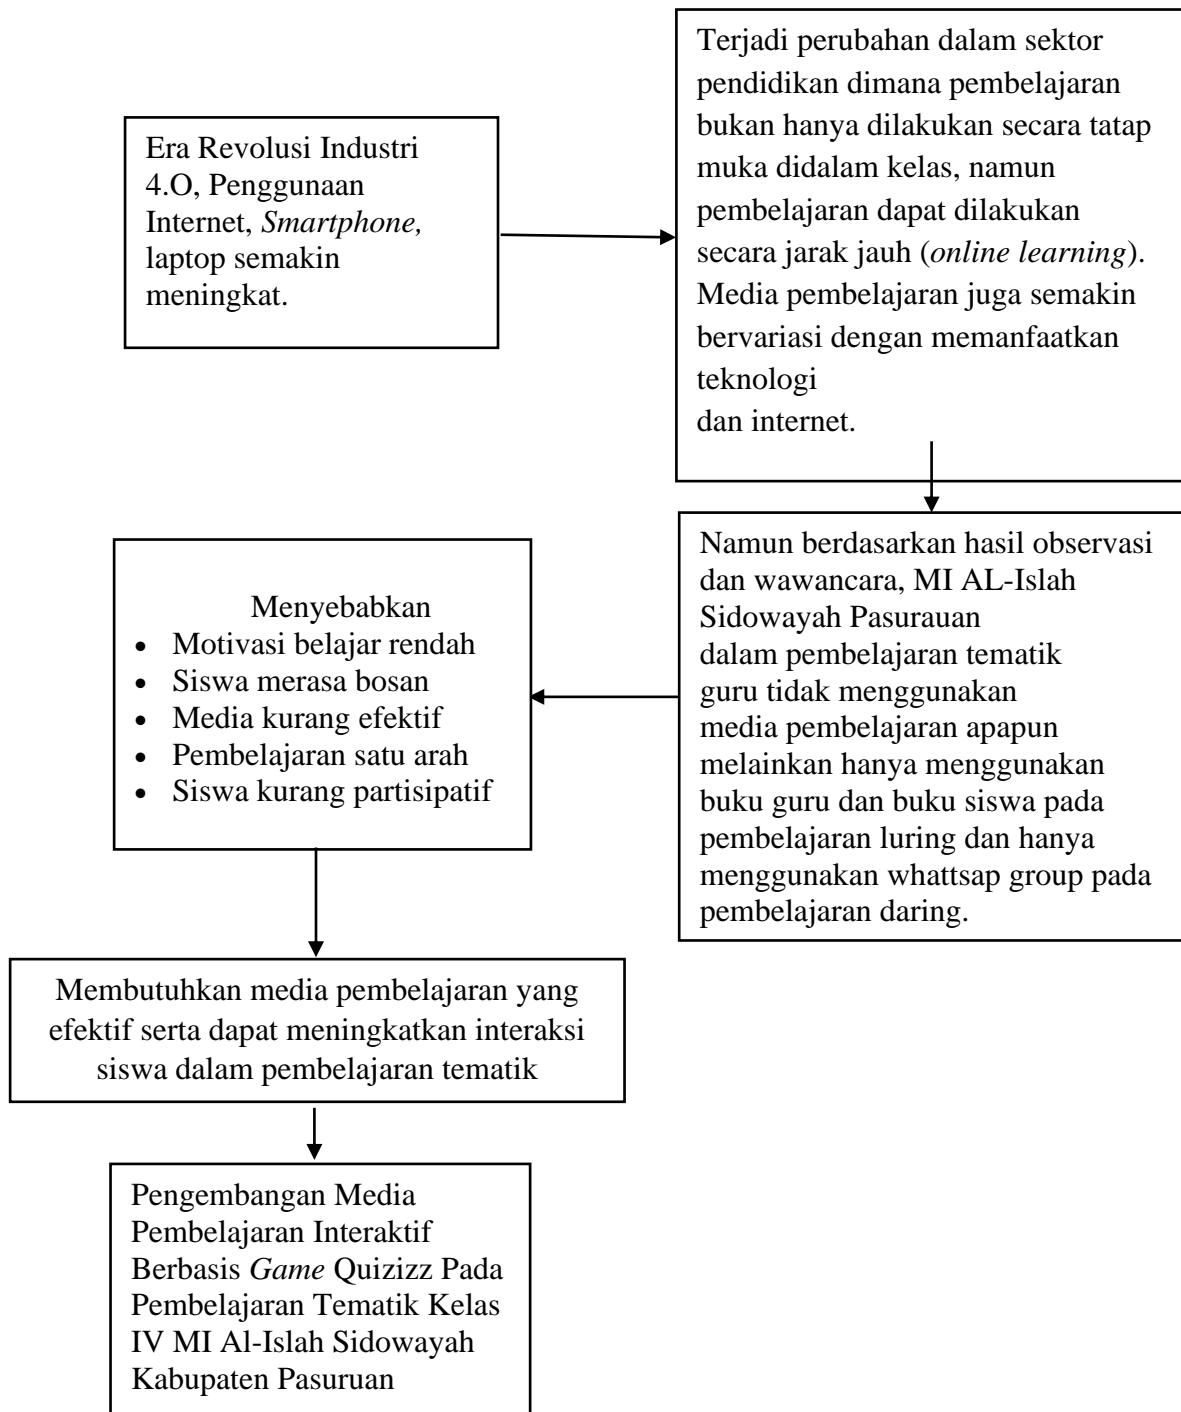 Era Revolusi Industri
4.O, Penggunaan
Internet, Smartphone,
laptop semakin
meningkat.
Terjadi perubahan dalam sektor
pendidikan dimana pembelajaran
bukan hanya dilakukan secara tatap
muka didalam kelas, namun
pembelajaran dapat dilakukan
secara jarak jauh (online learning).
Media pembelajaran juga semakin
bervariasi dengan memanfaatkan
teknologi
dan internet.
Namun berdasarkan hasil observasi
dan wawancara, MI AL-Islah
Sidowayah Pasurauan
dalam pembelajaran tematik
guru tidak menggunakan
media pembelajaran apapun
melainkan hanya menggunakan
buku guru dan buku siswa pada
pembelajaran luring dan hanya
menggunakan whattsap group pada
pembelajaran daring.
Menyebabkan
• Motivasi belajar rendah
• Siswa merasa bosan
• Media kurang efektif
• Pembelajaran satu arah
• Siswa kurang partisipatif
Membutuhkan media pembelajaran yang
efektif serta dapat meningkatkan interaksi
siswa dalam pembelajaran tematik
Pengembangan Media
Pembelajaran Interaktif
Berbasis Game Quizizz Pada
Pembelajaran Tematik Kelas
IV MI Al-Islah Sidowayah
Kabupaten Pasuruan